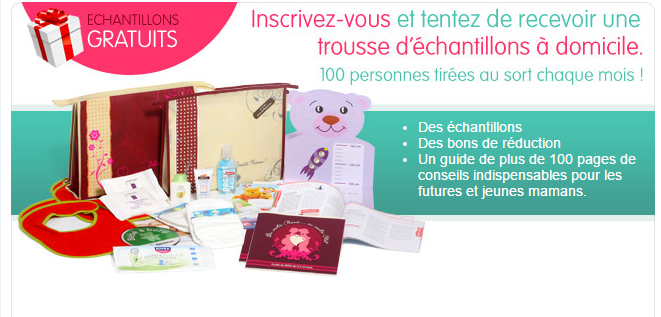 ECHANTILLONS
GRATUITS
Inscrivez-vous et tentez de recevoir une
trousse d'échantillons à domicile.
100 personnes tirées au sort chaque mois !
• Des échantillons
• Des bons de réduction
• Un guide de plus de 100 pages de
conseils indispensables pour les
futures et jeunes mamans.